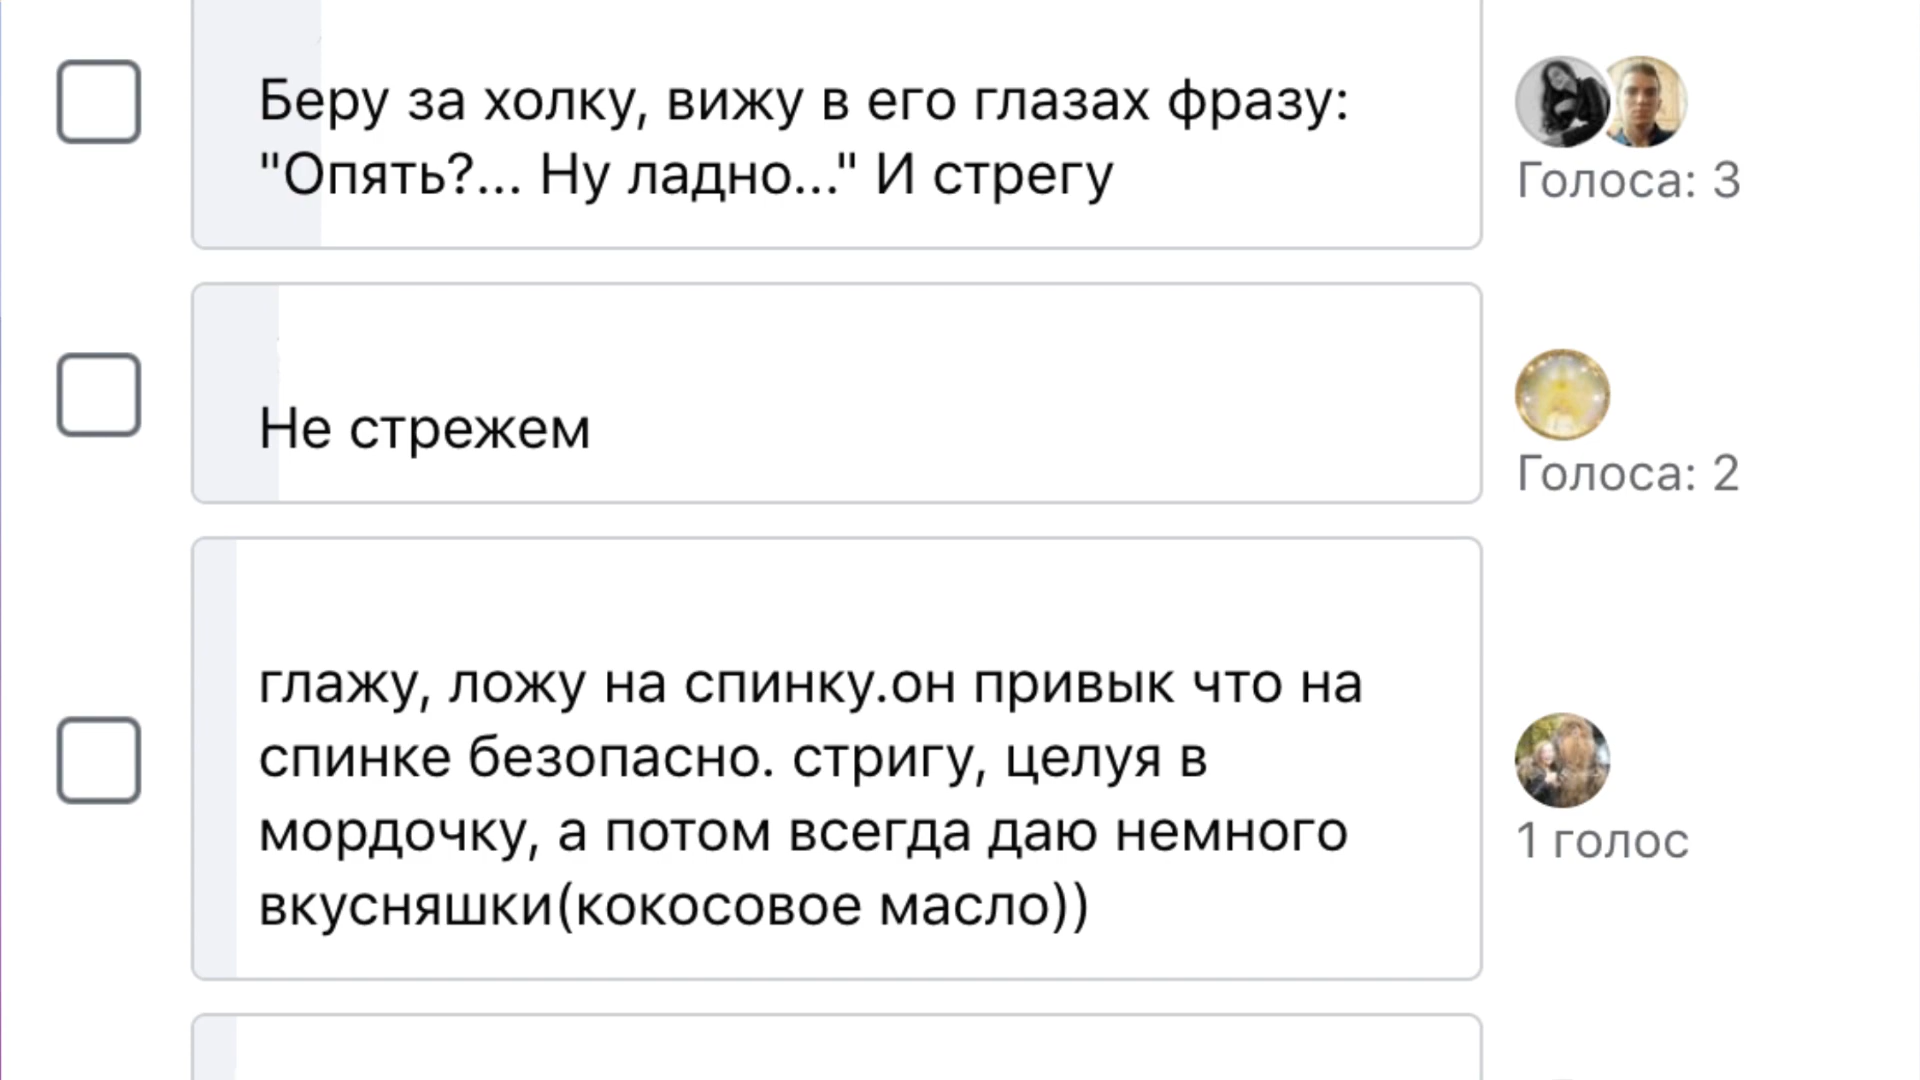 Беру за холку, вижу в его глазах фразу:
"Опять?... Ну ладно..." И стрегу
Голоса: 3
Не стрежем
Голоса: 2
глажу, ложу на спинку.он привык что на
спинке безопасно. стригу, целуя в
мордочку, а потом всегда даю немного
вкусняшки(кокосовое масло))
1 голос